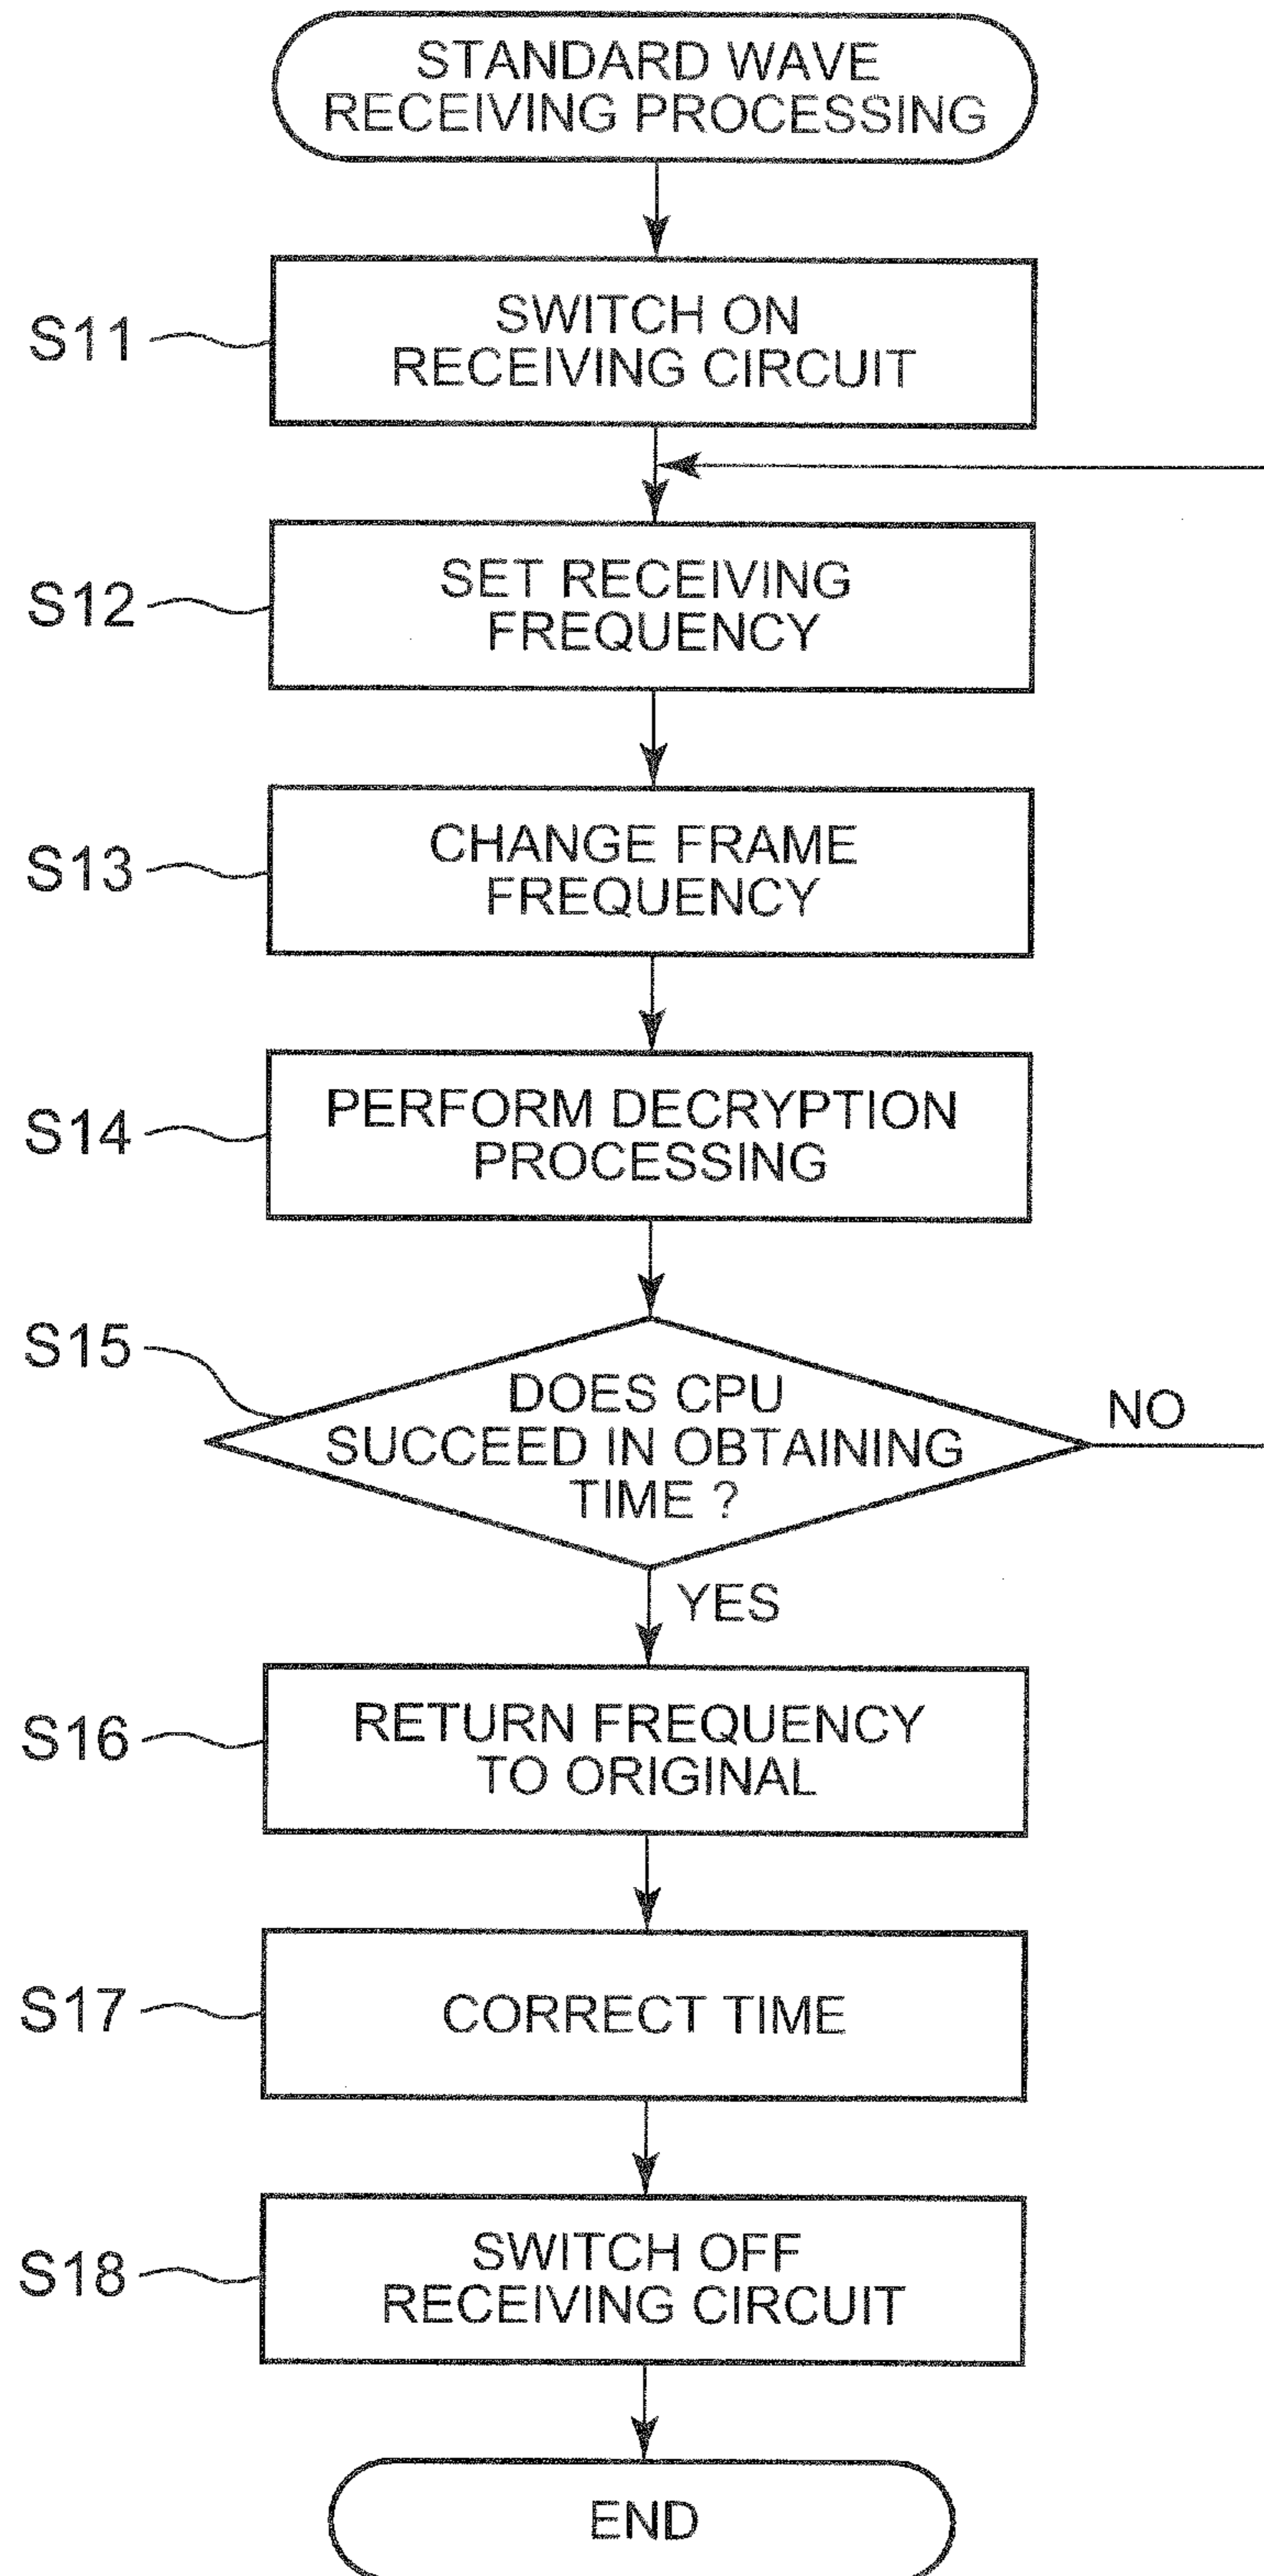 STANDARD WAVE
RECEIVING PROCESSING
S11
SWITCH ON
RECEIVING CIRCUIT
S12
SET RECEIVING
FREQUENCY
S13
CHANGE FRAME
FREQUENCY
S14
PERFORM DECRYPTION
PROCESSING
S15
DOES CPU
SUCCEED IN OBTAINING
TIME ?
NO
YES
S16
RETURN FREQUENCY
TO ORIGINAL
S17
CORRECT TIME
S18
SWITCH OFF
RECEIVING CIRCUIT
END